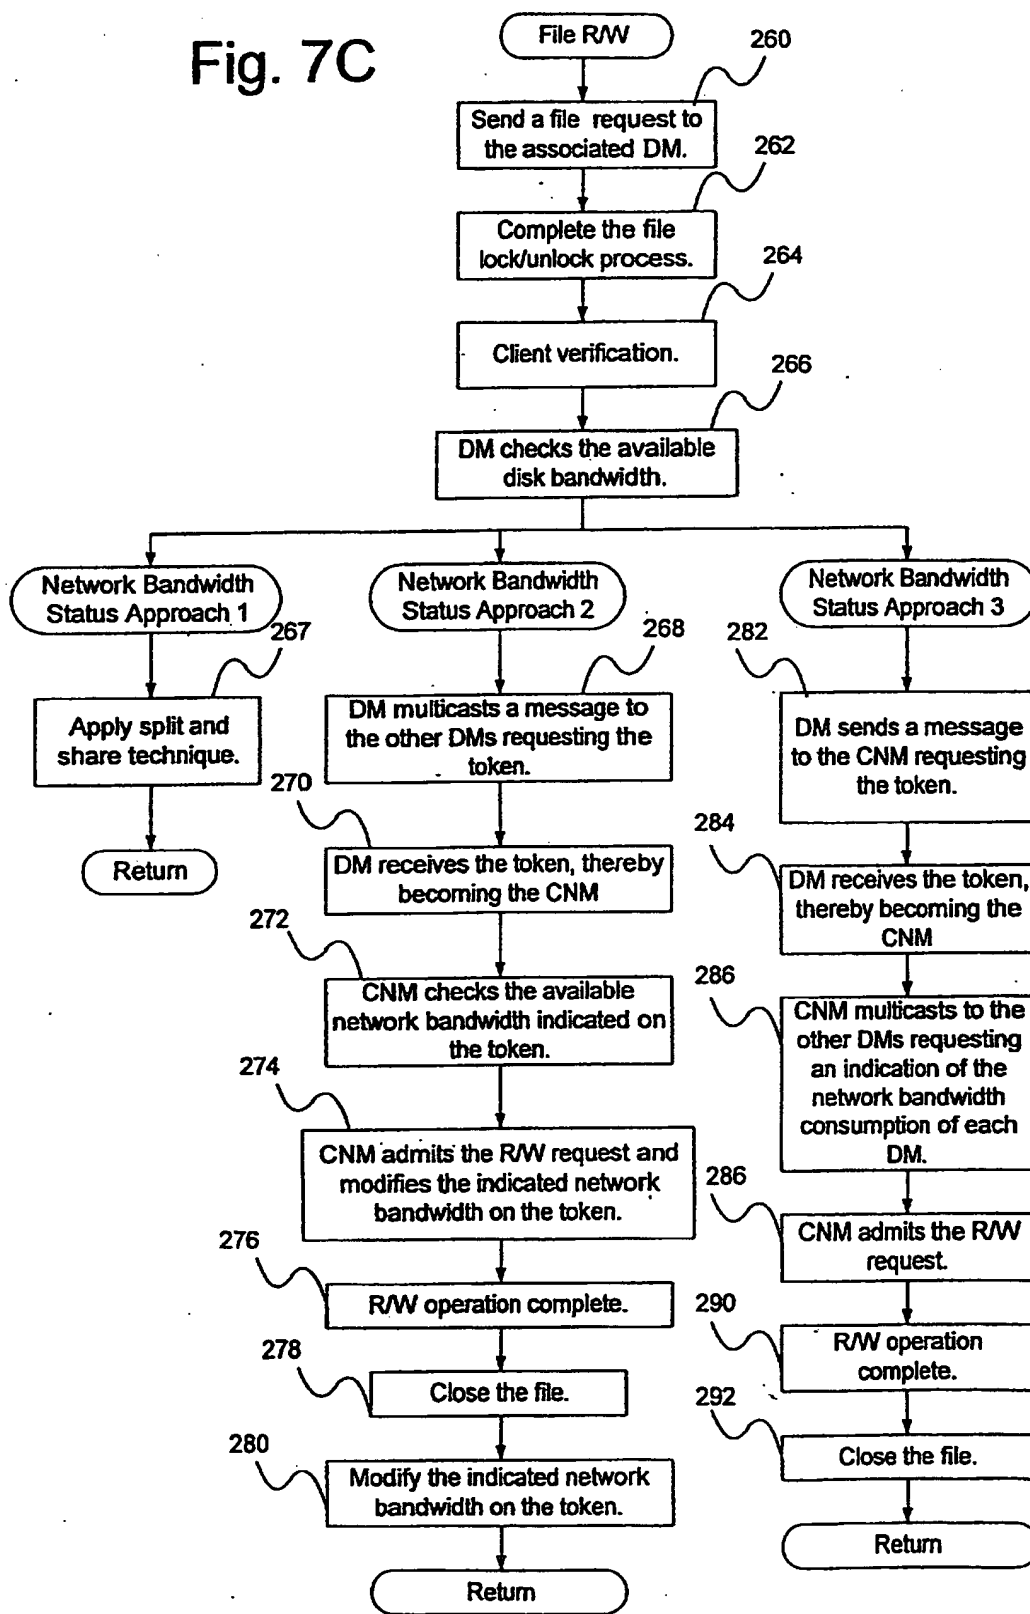 Fig. 7C
File R/W
260
Send a file request to
the associated DM.
262
Complete the file
lock/unlock process.
264
Client verification.
266
DM checks the available
disk bandwidth.
Network Bandwidth
Status Approach 1
267
Apply split and
share technique.
Return
Network Bandwidth
Status Approach 2
268
DM multicasts a message to
the other DMs requesting the
token.
270
DM receives the token, thereby
becoming the CNM
272
CNM checks the available
network bandwidth indicated on
the token.
274
CNM admits the R/W request and
modifies the indicated network
bandwidth on the token.
276
R/W operation complete.
278
Close the file.
280
Modify the indicated network
bandwidth on the token.
Return
Network Bandwidth
Status Approach 3
282
DM sends a message
to the CNM requesting
the token.
284
DM receives the token,
thereby becoming the
CNM
286
CNM multicasts to the
other DMs requesting
an indication of the
network bandwidth
consumption of each
DM.
286
CNM admits the R/W
request.
290
R/W operation
complete.
292
Close the file.
Return